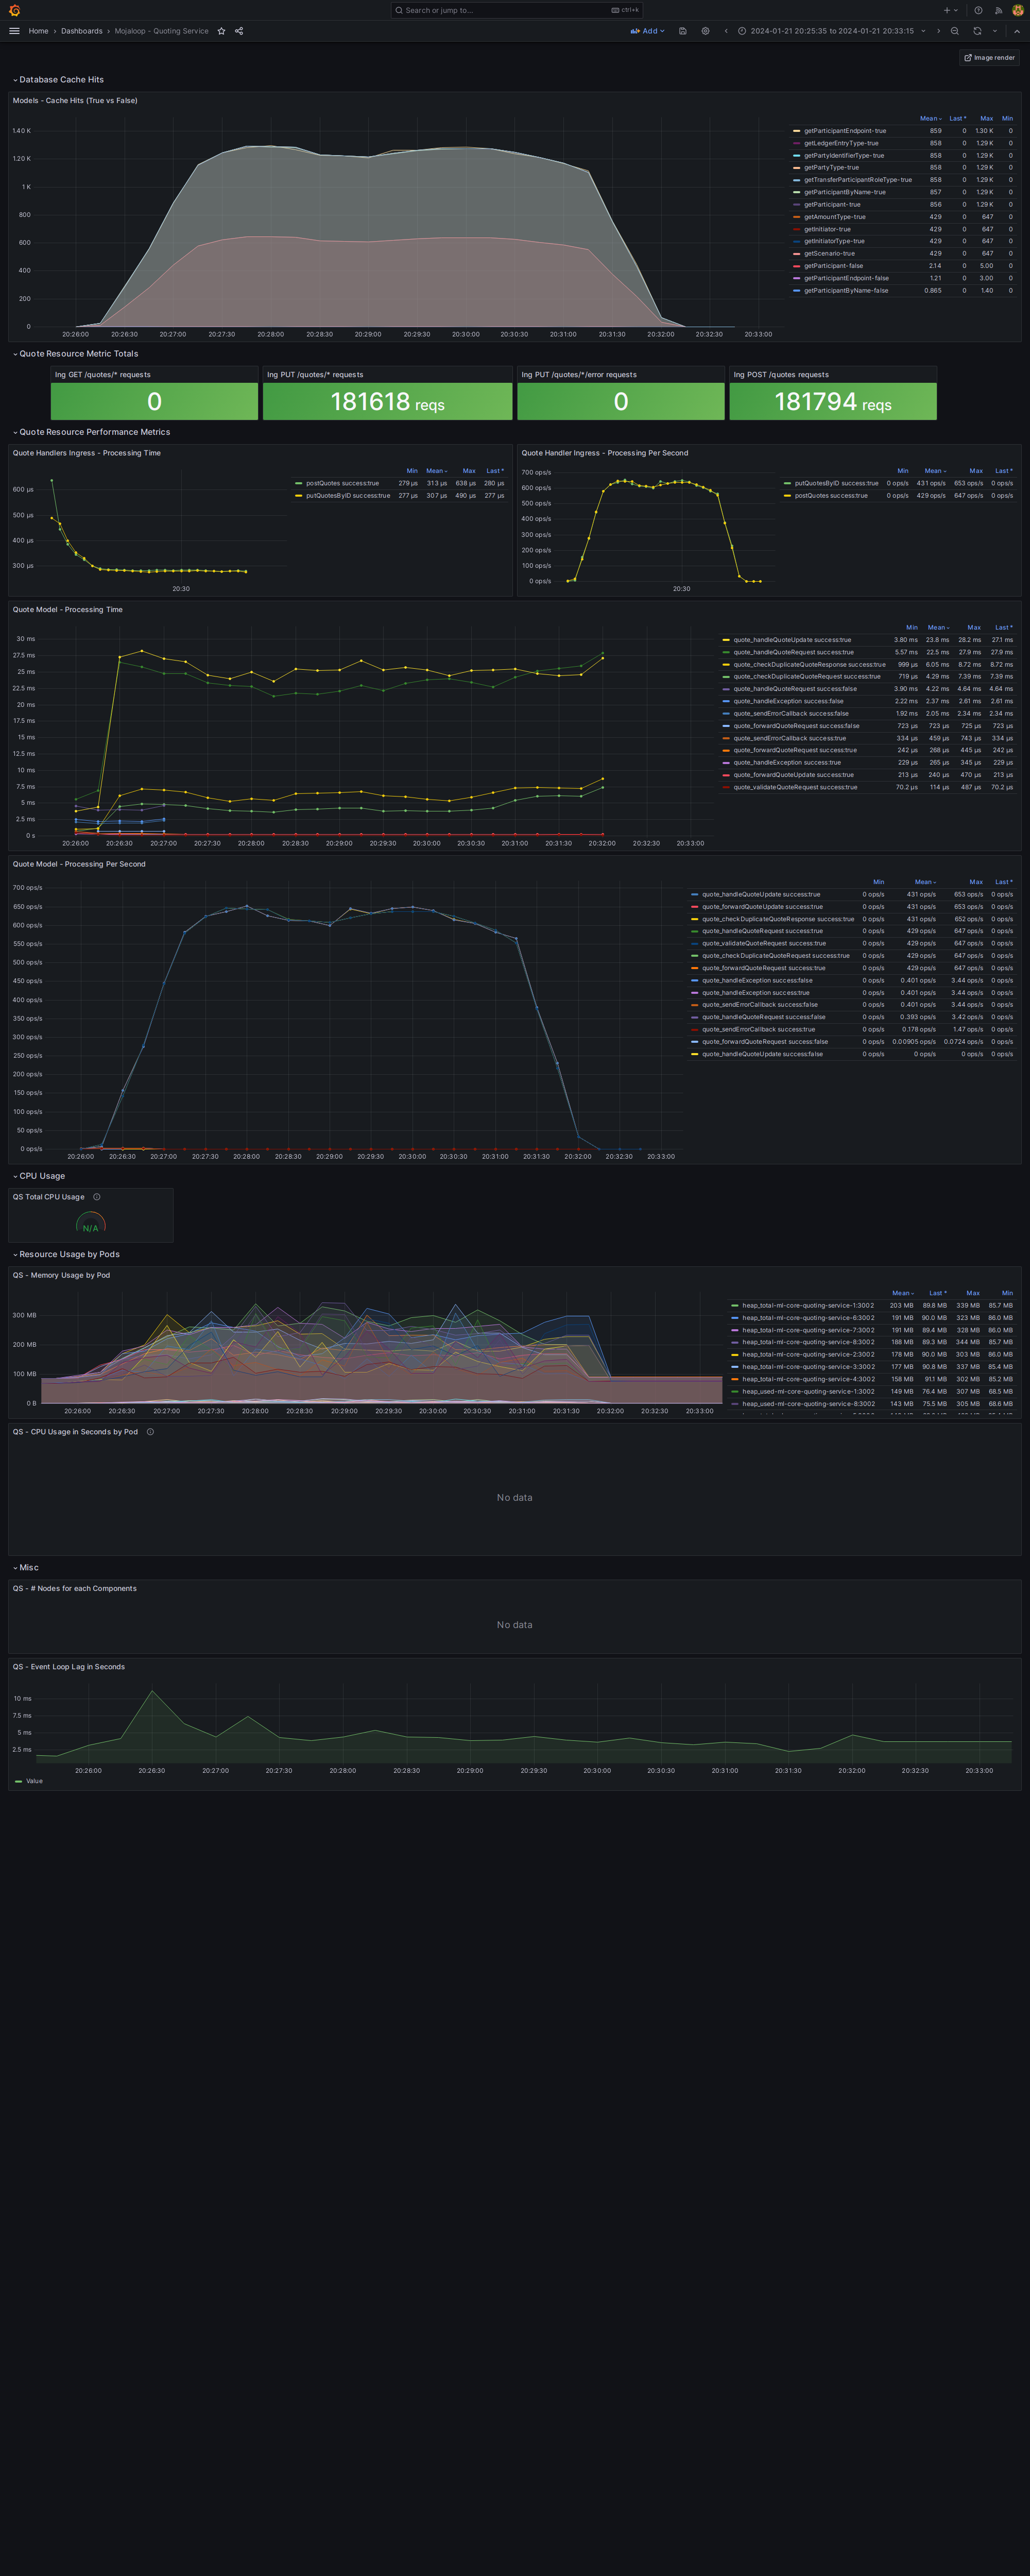 Search or jump to...
ctrl+k
Home › Dashboards › Mojaloop - Quoting Service
Add
2024-01-21 20:25:35 to 2024-01-21 20:33:15
Image render
Database Cache Hits
Models - Cache Hits (True vs False)
1.40 K
1.20 K
1 K
800
600
400
200
0
20:26:00 20:26:30 20:27:00 20:27:30 20:28:00 20:28:30 20:29:00 20:29:30 20:30:00 20:30:30 20:31:00 20:31:30 20:32:00 20:32:30 20:33:00
Mean Last * Max Min
getParticipantEndpoint-true 859 0 1.30 K 0
getLedgerEntryType-true 858 0 1.29 K 0
getPartyIdentifierType-true 858 0 1.29 K 0
getPartyType-true 858 0 1.29 K 0
getTransferParticipantRoleType-true 858 0 1.29 K 0
getParticipantByName-true 857 0 1.29 K 0
getParticipant-true 856 0 1.29 K 0
getAmountType-true 429 0 647 0
getInitiator-true 429 0 647 0
getInitiatorType-true 429 0 647 0
getScenario-true 429 0 647 0
getParticipant-false 2.14 0 5.00 0
getParticipantEndpoint-false 1.21 0 3.00 0
getParticipantByName-false 0.865 0 1.40 0
Quote Resource Metric Totals
Ing GET /quotes/* requests
0
Ing PUT /quotes/* requests
181618 reqs
Ing PUT /quotes/*/error requests
0
Ing POST /quotes requests
181794 reqs
Quote Resource Performance Metrics
Quote Handlers Ingress - Processing Time
600 µs
500 µs
400 µs
300 µs
20:30
Min Mean Max Last *
postQuotes success:true 279 µs 313 µs 638 µs 280 µs
putQuotesByID success:true 277 µs 307 µs 490 µs 277 µs
Quote Handler Ingress - Processing Per Second
700 ops/s
600 ops/s
500 ops/s
400 ops/s
300 ops/s
200 ops/s
100 ops/s
0 ops/s
20:30
Min Mean Max Last *
putQuotesByID success:true 0 ops/s 431 ops/s 653 ops/s 0 ops/s
postQuotes success:true 0 ops/s 429 ops/s 647 ops/s 0 ops/s
Quote Model - Processing Time
30 ms
27.5 ms
25 ms
22.5 ms
20 ms
17.5 ms
15 ms
12.5 ms
10 ms
7.5 ms
5 ms
2.5 ms
0 s
20:26:00 20:26:30 20:27:00 20:27:30 20:28:00 20:28:30 20:29:00 20:29:30 20:30:00 20:30:30 20:31:00 20:31:30 20:32:00 20:32:30 20:33:00
Min Mean Max Last *
quote_handleQuoteUpdate success:true 3.80 ms 23.8 ms 28.2 ms 27.1 ms
quote_handleQuoteRequest success:true 5.57 ms 22.5 ms 27.9 ms 27.9 ms
quote_checkDuplicateQuoteResponse success:true 999 µs 6.05 ms 8.72 ms 8.72 ms
quote_checkDuplicateQuoteRequest success:true 719 µs 4.29 ms 7.39 ms 7.39 ms
quote_handleQuoteRequest success:false 3.90 ms 4.22 ms 4.64 ms 4.64 ms
quote_handleException success:false 2.22 ms 2.37 ms 2.61 ms 2.61 ms
quote_sendErrorCallback success:false 1.92 ms 2.05 ms 2.34 ms 2.34 ms
quote_forwardQuoteRequest success:false 723 µs 723 µs 725 µs 723 µs
quote_sendErrorCallback success:true 334 µs 459 µs 743 µs 334 µs
quote_forwardQuoteRequest success:true 242 µs 268 µs 445 µs 242 µs
quote_handleException success:true 229 µs 265 µs 345 µs 229 µs
quote_forwardQuoteUpdate success:true 213 µs 240 µs 470 µs 213 µs
quote_validateQuoteRequest success:true 70.2 µs 114 µs 487 µs 70.2 µs
Quote Model - Processing Per Second
700 ops/s
650 ops/s
600 ops/s
550 ops/s
500 ops/s
450 ops/s
400 ops/s
350 ops/s
300 ops/s
250 ops/s
200 ops/s
150 ops/s
100 ops/s
50 ops/s
0 ops/s
20:26:00 20:26:30 20:27:00 20:27:30 20:28:00 20:28:30 20:29:00 20:29:30 20:30:00 20:30:30 20:31:00 20:31:30 20:32:00 20:32:30 20:33:00
Min Mean Max Last *
quote_handleQuoteUpdate success:true 0 ops/s 431 ops/s 653 ops/s 0 ops/s
quote_forwardQuoteUpdate success:true 0 ops/s 431 ops/s 653 ops/s 0 ops/s
quote_checkDuplicateQuoteResponse success:true 0 ops/s 431 ops/s 652 ops/s 0 ops/s
quote_handleQuoteRequest success:true 0 ops/s 429 ops/s 647 ops/s 0 ops/s
quote_validateQuoteRequest success:true 0 ops/s 429 ops/s 647 ops/s 0 ops/s
quote_checkDuplicateQuoteRequest success:true 0 ops/s 429 ops/s 647 ops/s 0 ops/s
quote_forwardQuoteRequest success:true 0 ops/s 429 ops/s 647 ops/s 0 ops/s
quote_handleException success:false 0 ops/s 0.401 ops/s 3.44 ops/s 0 ops/s
quote_handleException success:true 0 ops/s 0.401 ops/s 3.44 ops/s 0 ops/s
quote_sendErrorCallback success:false 0 ops/s 0.401 ops/s 3.44 ops/s 0 ops/s
quote_handleQuoteRequest success:false 0 ops/s 0.393 ops/s 3.42 ops/s 0 ops/s
quote_sendErrorCallback success:true 0 ops/s 0.178 ops/s 1.47 ops/s 0 ops/s
quote_forwardQuoteRequest success:false 0 ops/s 0.00905 ops/s 0.0724 ops/s 0 ops/s
quote_handleQuoteUpdate success:false 0 ops/s 0 ops/s 0 ops/s 0 ops/s
CPU Usage
QS Total CPU Usage
N/A
Resource Usage by Pods
QS - Memory Usage by Pod
300 MB
200 MB
100 MB
0 B
20:26:00 20:26:30 20:27:00 20:27:30 20:28:00 20:28:30 20:29:00 20:29:30 20:30:00 20:30:30 20:31:00 20:31:30 20:32:00 20:32:30 20:33:00
Mean Last * Max Min
heap_total-ml-core-quoting-service-1:3002 203 MB 89.8 MB 339 MB 85.7 MB
heap_total-ml-core-quoting-service-6:3002 191 MB 90.0 MB 323 MB 86.0 MB
heap_total-ml-core-quoting-service-7:3002 191 MB 89.4 MB 328 MB 86.0 MB
heap_total-ml-core-quoting-service-8:3002 188 MB 89.3 MB 344 MB 85.7 MB
heap_total-ml-core-quoting-service-2:3002 178 MB 90.0 MB 303 MB 86.0 MB
heap_total-ml-core-quoting-service-3:3002 177 MB 90.8 MB 337 MB 85.4 MB
heap_total-ml-core-quoting-service-4:3002 158 MB 91.1 MB 302 MB 85.2 MB
heap_used-ml-core-quoting-service-1:3002 149 MB 76.4 MB 307 MB 68.5 MB
heap_used-ml-core-quoting-service-8:3002 143 MB 75.5 MB 305 MB 68.6 MB
QS - CPU Usage in Seconds by Pod
No data
Misc
QS - # Nodes for each Components
No data
QS - Event Loop Lag in Seconds
10 ms
7.5 ms
5 ms
2.5 ms
20:26:00 20:26:30 20:27:00 20:27:30 20:28:00 20:28:30 20:29:00 20:29:30 20:30:00 20:30:30 20:31:00 20:31:30 20:32:00 20:32:30 20:33:00
Value